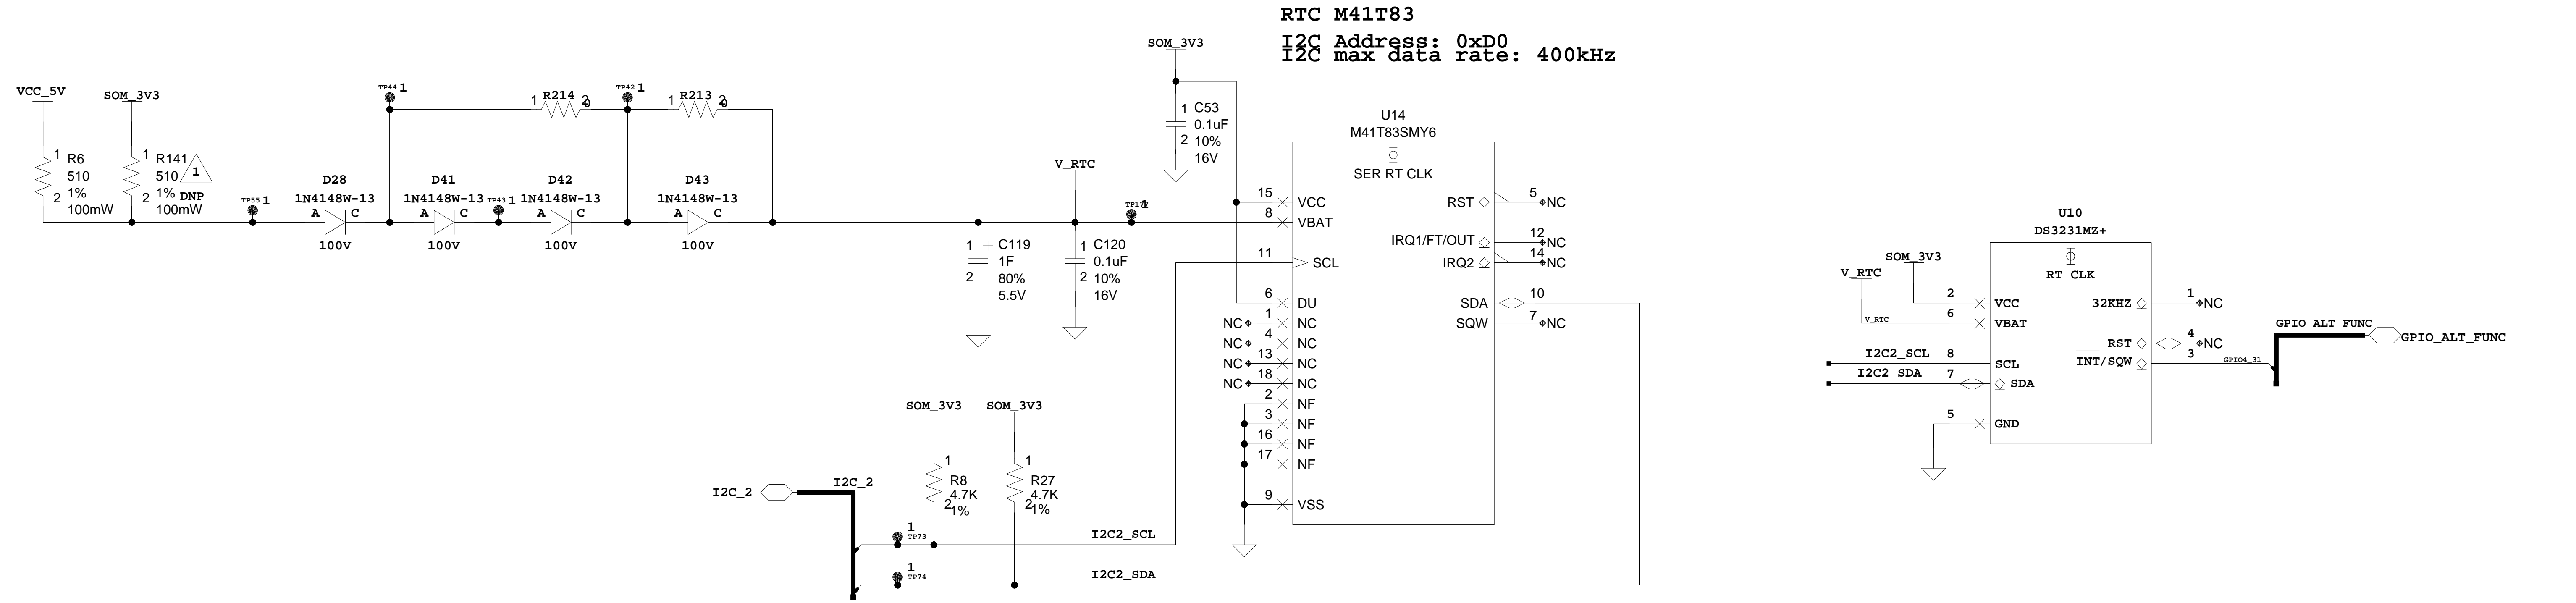 RTC M41T83
I2C Address: 0xD0
I2C max data rate: 400kHz
VCC_5V
SOM_3V3
1
R6
510
1%
2
100mW
1
R141
510
1%
DNP
2
100mW
1
TP55 1
D28
1N4148W-13
A
C
100V
TP44 1
D41
1N4148W-13
A
C
100V
TP43 1
1
R214
2
0
D42
1N4148W-13
A
C
100V
TP42 1
1
R213
2
0
D43
1N4148W-13
A
C
100V
1
+
C119
1F
2
80%
5.5V
V_RTC
1
C120
0.1uF
2
10%
16V
1
SOM_3V3
1
C53
0.1uF
2
10%
16V
U14
M41T83SMY6
SER RT CLK
15
VCC
8
VBAT
11
SCL
6
DU
NC
1
NC
NC
4
NC
NC
13
NC
NC
18
NC
2
NF
3
NF
16
NF
17
NF
9
VSS
RST
5
NC
IRQ1/FT/OUT
12
NC
IRQ2
14
NC
SDA
10
SQW
7
NC
SOM_3V3
SOM_3V3
1
R8
4.7K
2
1%
1
R27
4.7K
2
1%
I2C_2
I2C_2
1
TP73
I2C2_SCL
1
TP74
I2C2_SDA
U10
DS3231MZ+
RT CLK
SOM_3V3
V_RTC
2
VCC
6
V_RTC
VBAT
I2C2_SCL
8
SCL
I2C2_SDA
7
SDA
5
GND
32KHZ
1
NC
RST
4
NC
INT/SQW
3
GPIO4_31
GPIO_ALT_FUNC
GPIO_ALT_FUNC